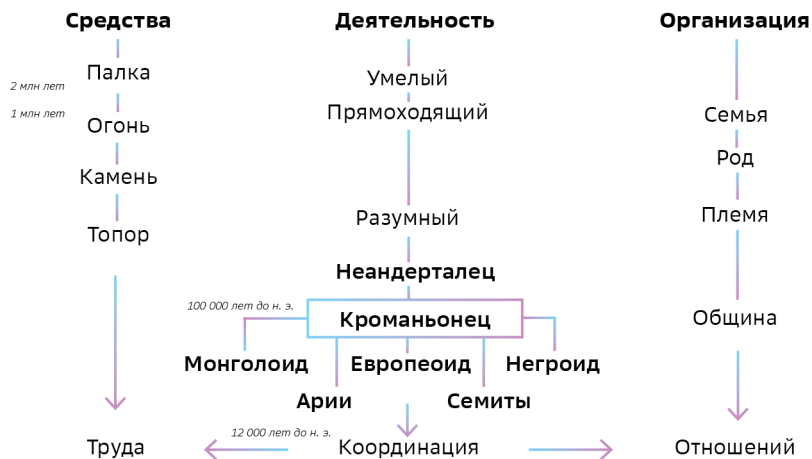 Средства Деятельность Организация
Палка Умелый
2 млн лет
1 млн лет Прямоходящий Семья
Огонь
Род
Камень
Разумный Племя
Топор
Неандерталец
100 000 лет до н. э.
Кроманьонец Община
Монголоид Европеоид Негроид
Арии Семиты
12 000 лет до н. э.
Труда Координация Отношений